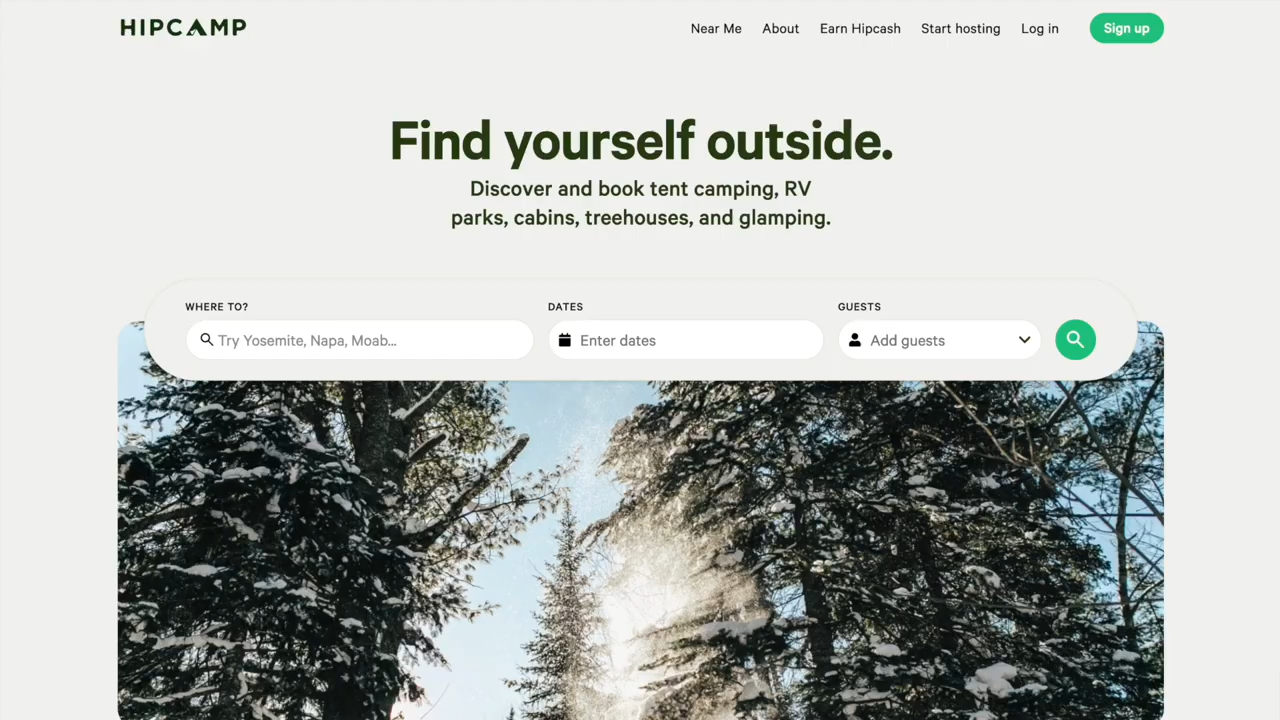 HIPCAMP
Near Me
About
Earn Hipcash
Start hosting
Log in
Sign up
Find yourself outside.
Discover and book tent camping, RV
parks, cabins, treehouses, and glamping.
WHERE TO?
DATES
GUESTS
Try Yosemite, Napa, Moab...
Enter dates
Add guests